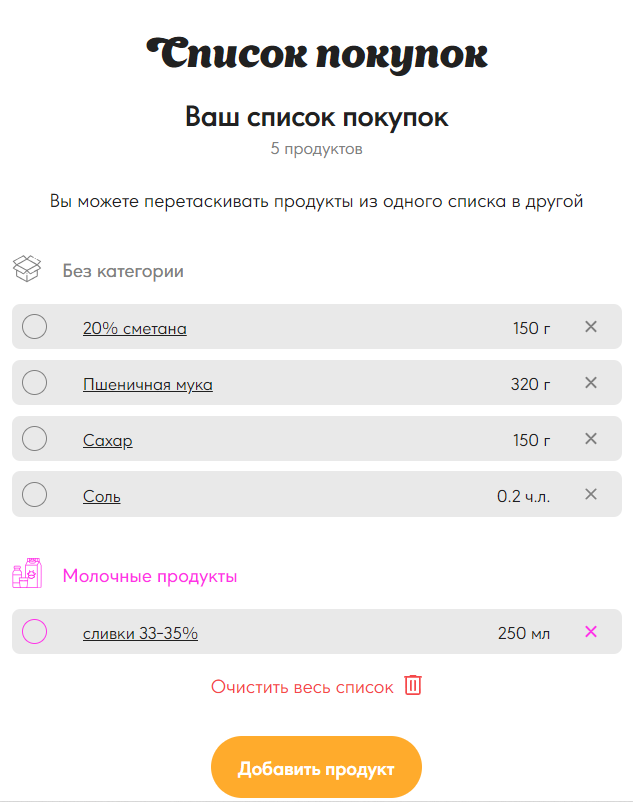 Список покупок
Ваш список покупок
5 продуктов
Вы можете перетаскивать продукты из одного списка в другой
Без категории
20% сметана 150 г
Пшеничная мука 320 г
Сахар 150 г
Соль 0.2 ч.л.
Молочные продукты
сливки 33-35% 250 мл
Очистить весь список
Добавить продукт